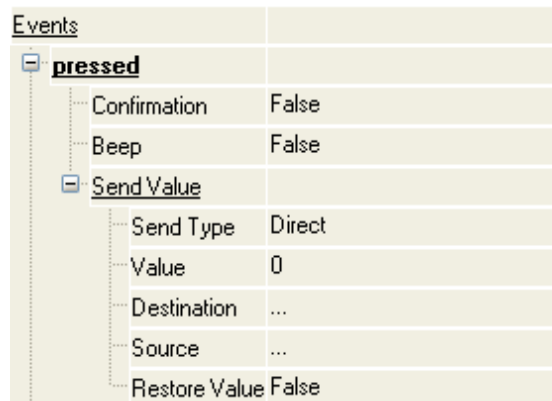 Events
pressed
Confirmation False
Beep False
Send Value
Send Type Direct
Value 0
Destination ...
Source ...
Restore Value False